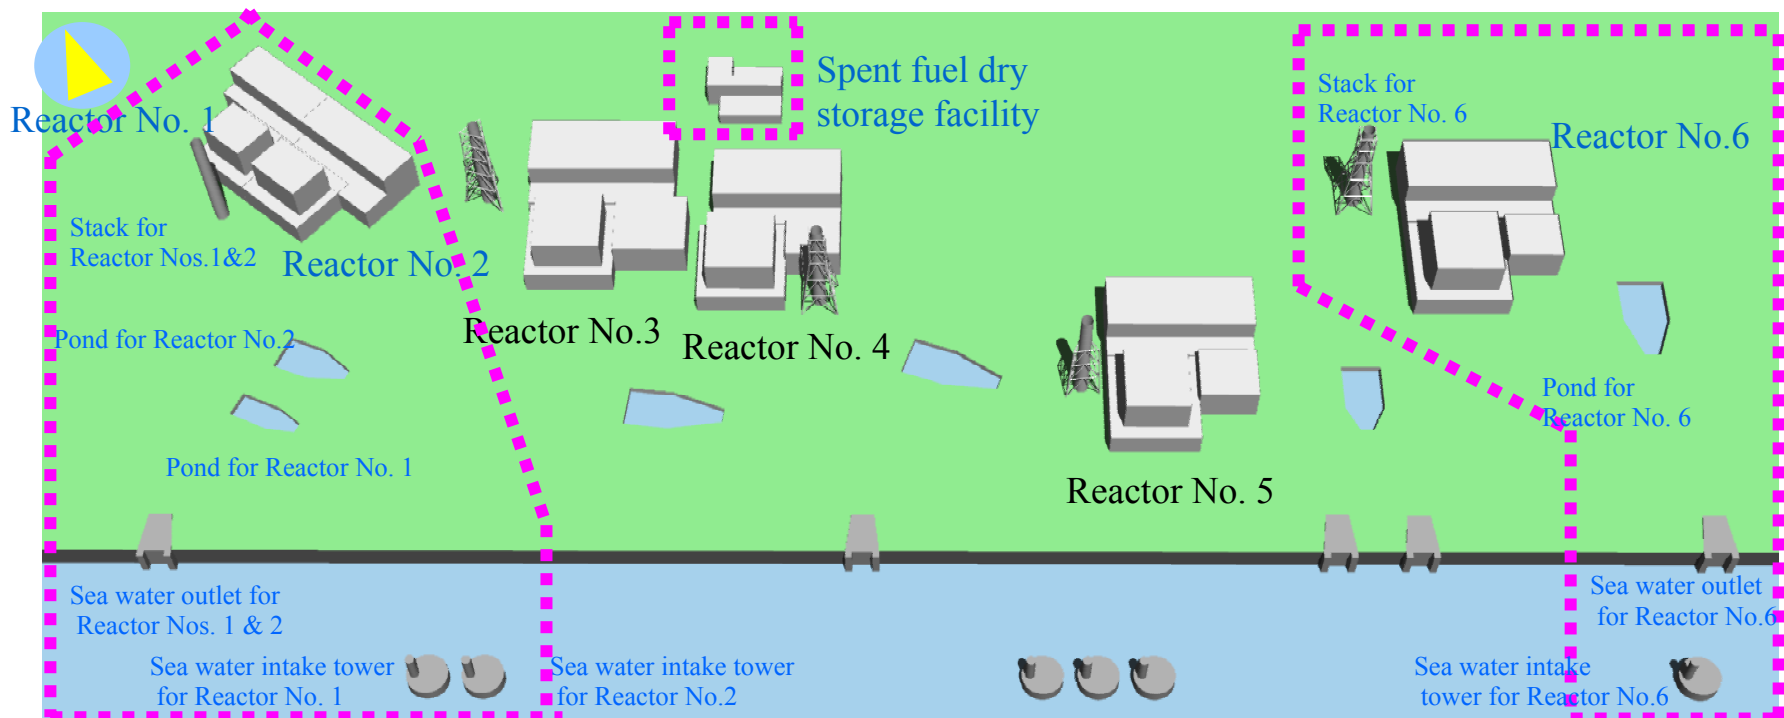 Reactor No. 1
Spent fuel dry
storage facility
Stack for
Reactor No. 6
Reactor No.6
Stack for
Reactor Nos.1&2
Reactor No. 2
Pond for Reactor No.2
Reactor No.3
Reactor No. 4
Pond for
Reactor No. 6
Pond for Reactor No. 1
Reactor No. 5
Sea water outlet for
Reactor Nos. 1 & 2
Sea water outlet
for Reactor No.6
Sea water intake tower
for Reactor No. 1
Sea water intake tower
for Reactor No.2
Sea water intake
tower for Reactor No.6